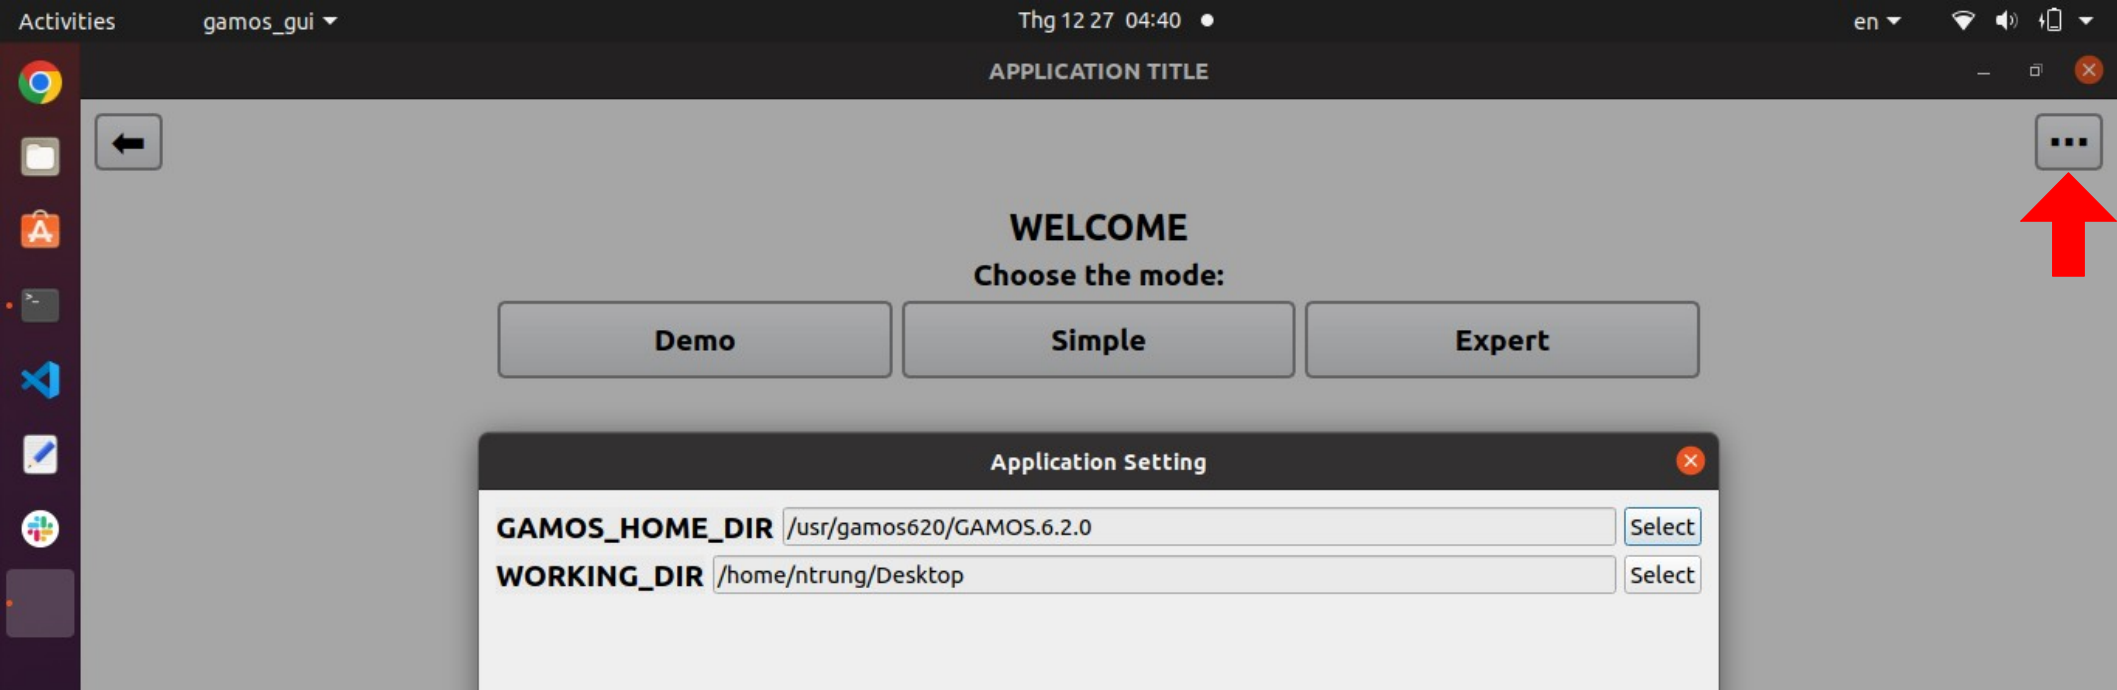 Activities gamos_gui Thg 12 27 04:40 en
APPLICATION TITLE
WELCOME
Choose the mode:
Demo Simple Expert
Application Setting
GAMOS_HOME_DIR /usr/gamos620/GAMOS.6.2.0 Select
WORKING_DIR /home/ntrung/Desktop Select